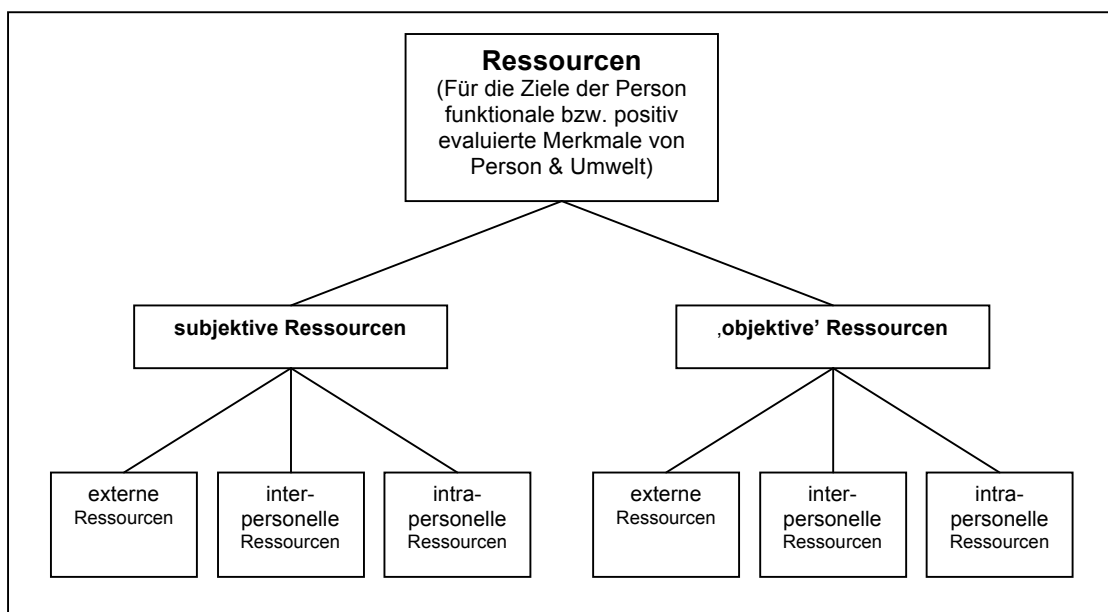 Ressourcen
(Für die Ziele der Person
funktionale bzw. positiv
evaluierte Merkmale von
Person & Umwelt)
subjektive Ressourcen
‚objektive’ Ressourcen
externe
Ressourcen
inter-
personelle
Ressourcen
intra-
personelle
Ressourcen
externe
Ressourcen
inter-
personelle
Ressourcen
intra-
personelle
Ressourcen